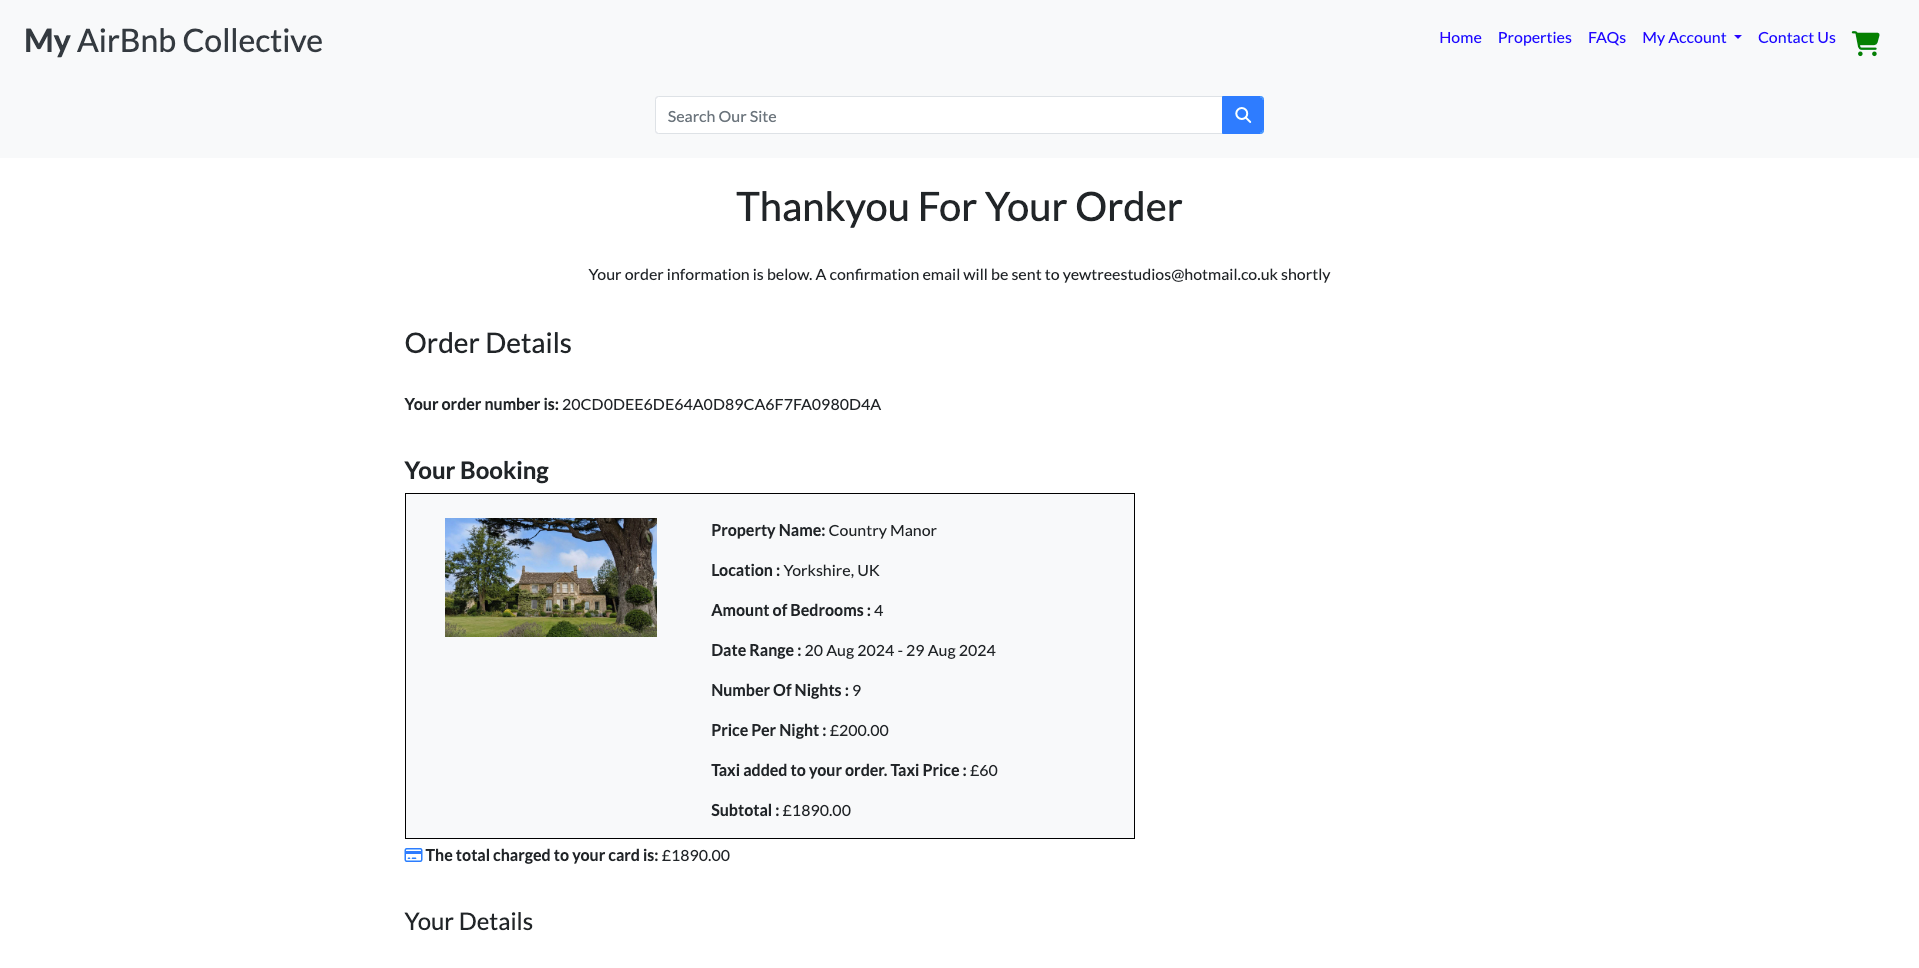 My AirBnb Collective
Home Properties FAQs My Account Contact Us
Search Our Site
Thankyou For Your Order
Your order information is below. A confirmation email will be sent to yewtreestudios@hotmail.co.uk shortly
Order Details
Your order number is: 20CD0DEE6DE64A0D89CA6F7FA0980D4A
Your Booking
Property Name: Country Manor
Location : Yorkshire, UK
Amount of Bedrooms : 4
Date Range : 20 Aug 2024 - 29 Aug 2024
Number Of Nights : 9
Price Per Night : £200.00
Taxi added to your order. Taxi Price : £60
Subtotal : £1890.00
The total charged to your card is: £1890.00
Your Details